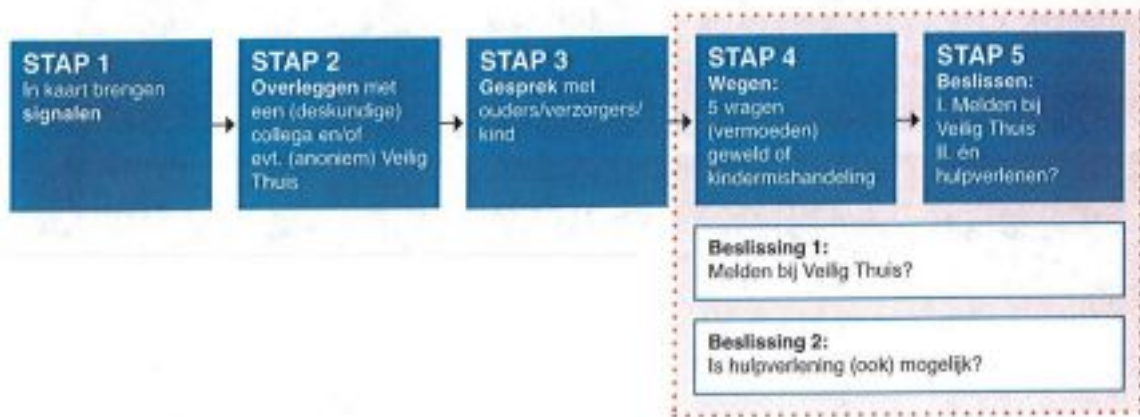 STAP 1
In kaart brengen
signalen
STAP 2
Overleggen met
een (deskundige)
collega en/of
evt. (anoniem) Veilig
Thuis
STAP 3
Gesprek met
ouders/verzorgers/
kind
STAP 4
Wegen:
5 vragen
(vermoeden)
geweld of
kindermishandeling
STAP 5
Beslissen:
I. Melden bij
Veilig Thuis
II. én
hulpverlenen?
Beslissing 1:
Melden bij Veilig Thuis?
Beslissing 2:
Is hulpverlening (ook) mogelijk?